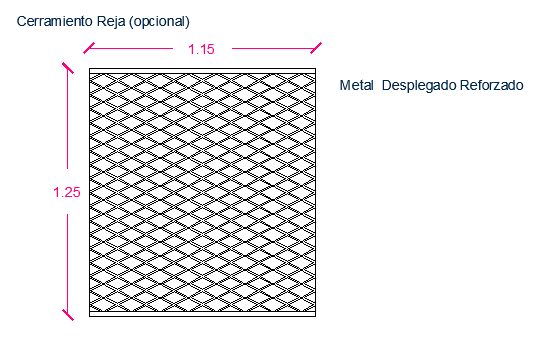 Cerramiento Reja (opcional)
1.15
Metal Desplegado Reforzado
1.25